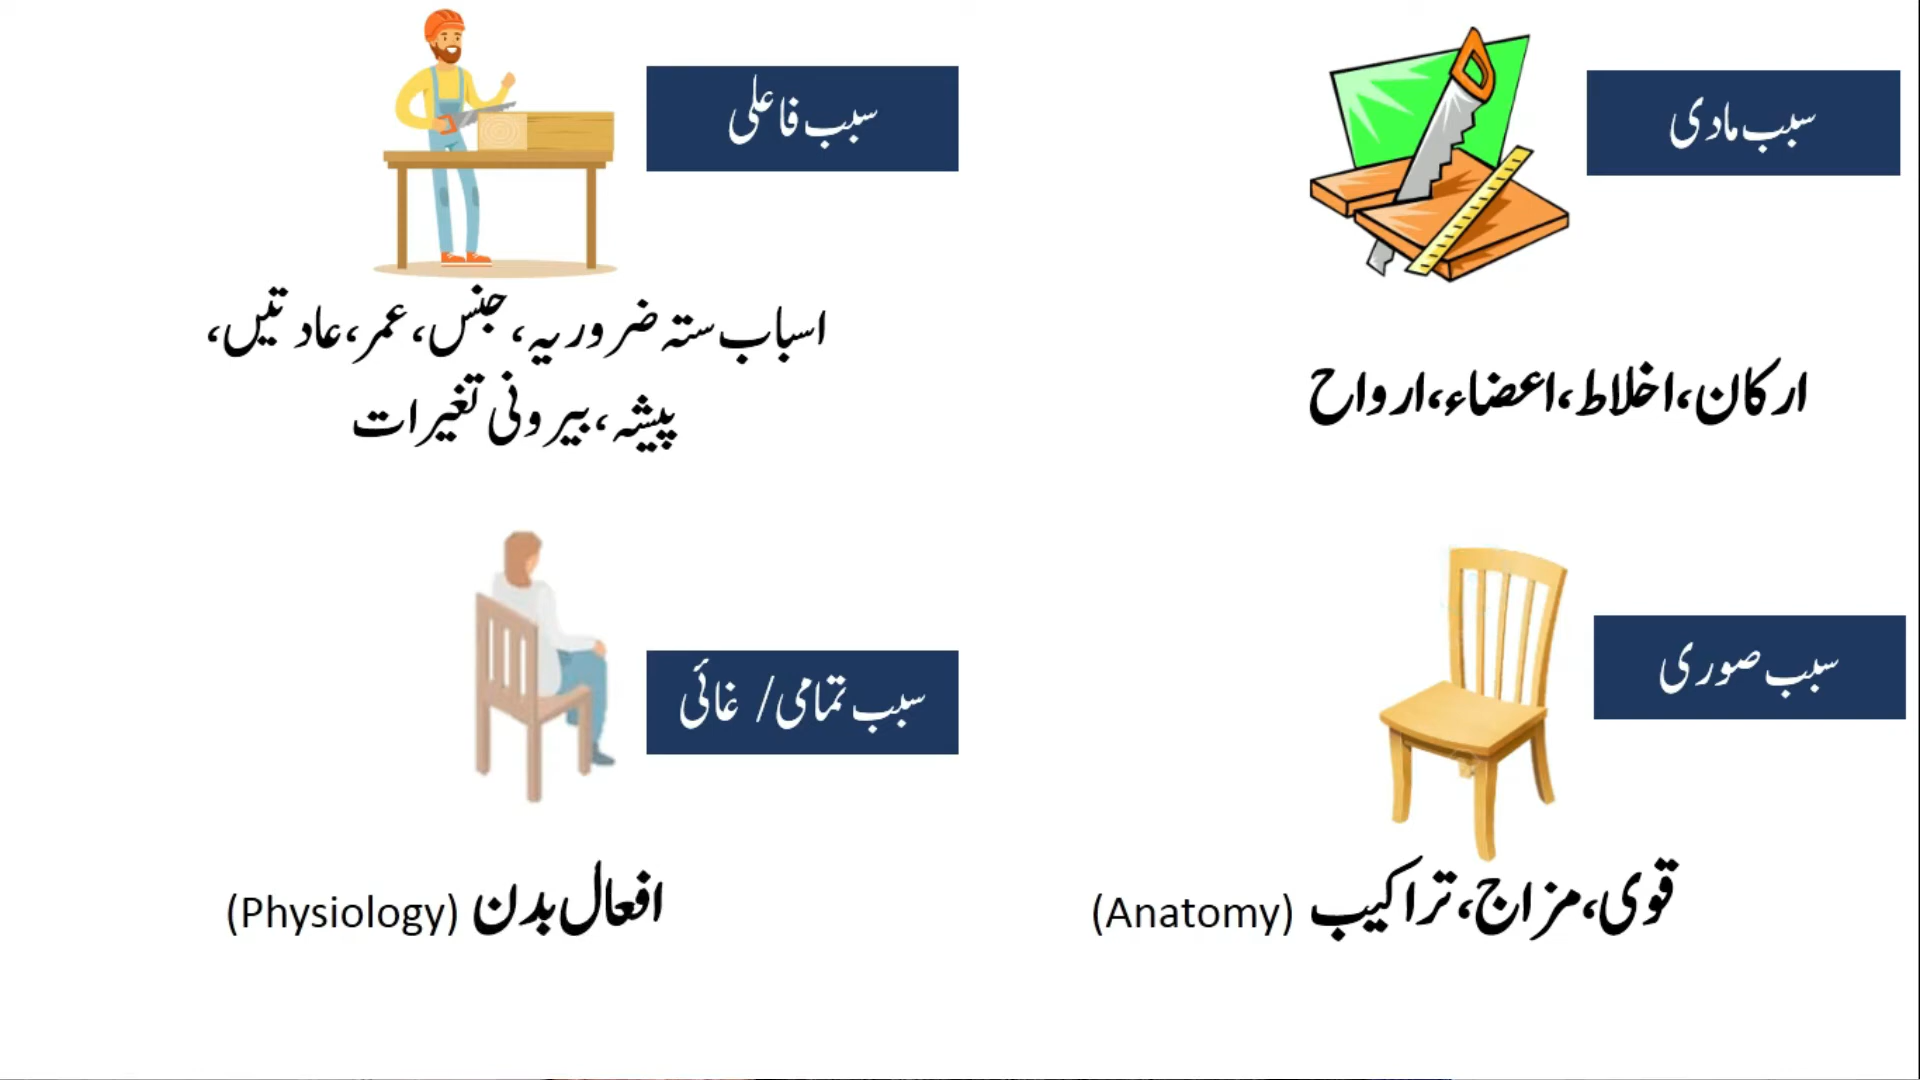 سبب مادی
ارکان، اخلاط، اعضاء، ارواح
سبب فاعلی
اسباب ستہ ضروریہ، جنس، عمر، عادتیں،
پیشہ، بیرونی تغیرات
سبب صوری
قوی، مزاج، تراکیب (Anatomy)
سبب تمامی / غائی
افعال بدن (Physiology)